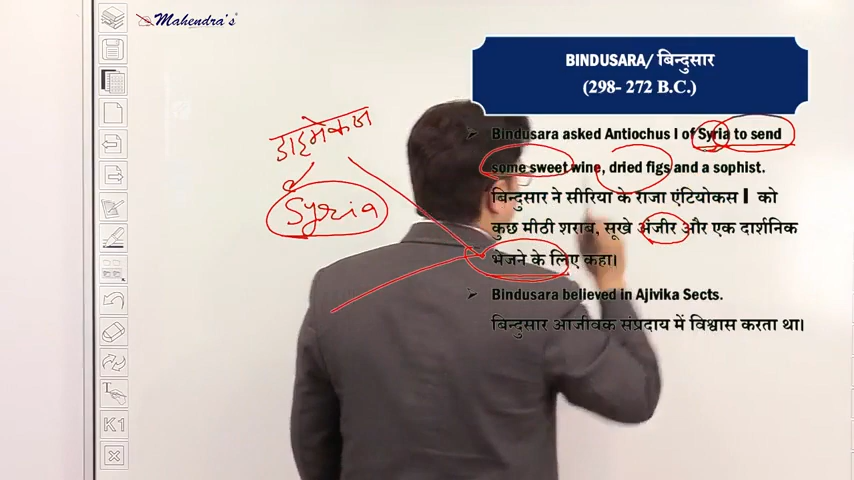 Mahendra's
BINDUSARA/ बिन्दुसार
(298- 272 B.C.)
Bindusara asked Antiochus I of Syria to send
some sweet wine, dried figs and a sophist.
बिन्दुसार ने सीरिया के राजा एंटियोकस I को
कुछ मीठी शराब, सूखे अंजीर और एक दार्शनिक
भेजने के लिए कहा।
Bindusara believed in Ajivika Sects.
बिन्दुसार आजीवक संप्रदाय में विश्वास करता था।
डाइमेकस
Syria
K1